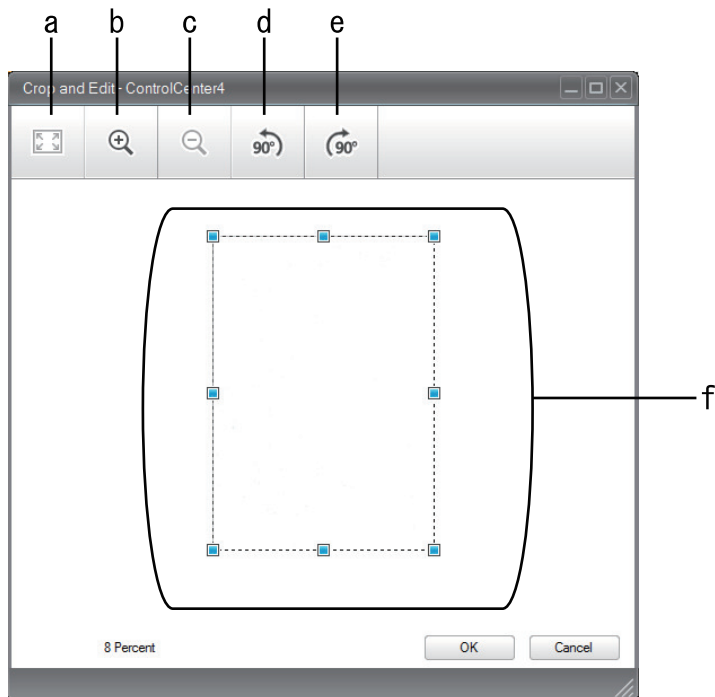 a b c d e
Crop and Edit - ControlCenter4
90° 90°
f
8 Percent OK Cancel